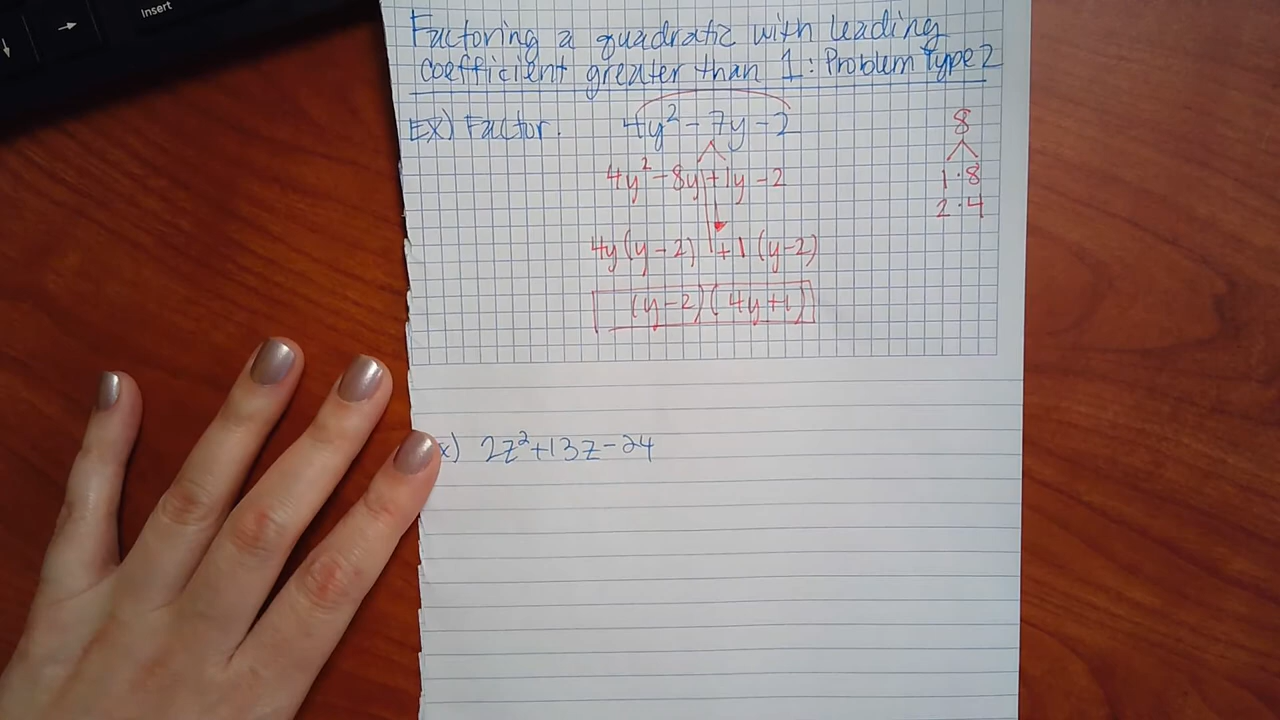 Insert
↓ →
Factoring a quadratic with leading
coefficient greater than 1: Problem type 2
EX) Factor. 4y² - 7y - 2
8
4y² - 8y + 1y - 2
1·8
2·4
4y(y-2) + 1(y-2)
(y-2)(4y+1)
x) 2z²+13z-24